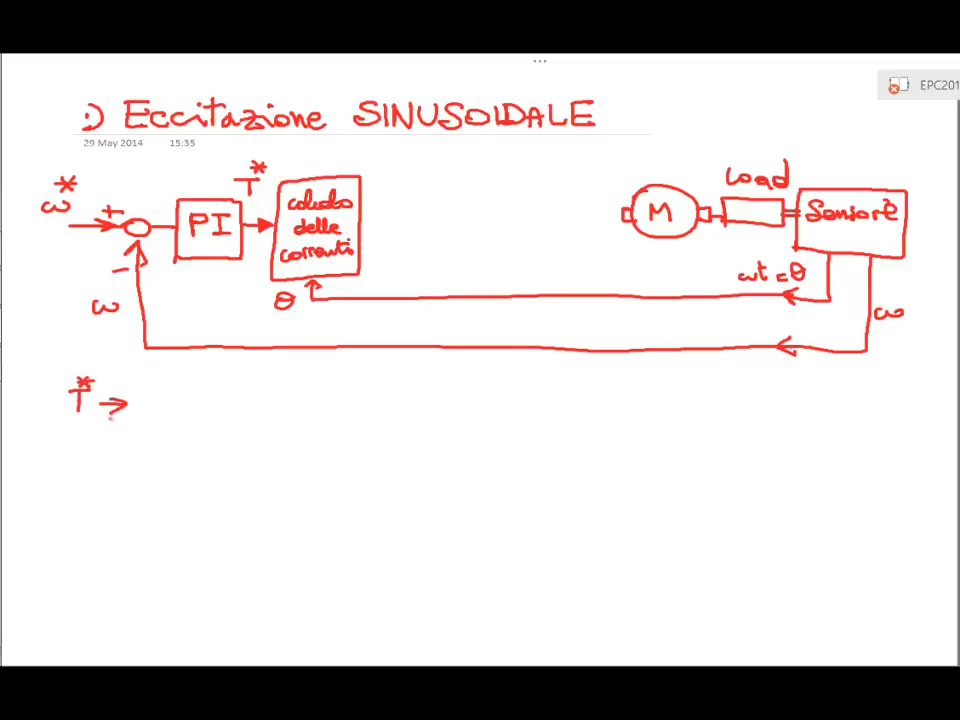 .) Eccitazione SINUSOIDALE
EPC201
29 May 2014 15:35
ω*
+
−
ω
PI
T*
calcolo
delle
correnti
θ
M
Load
Sensore
ωt = θ
ω
T* →